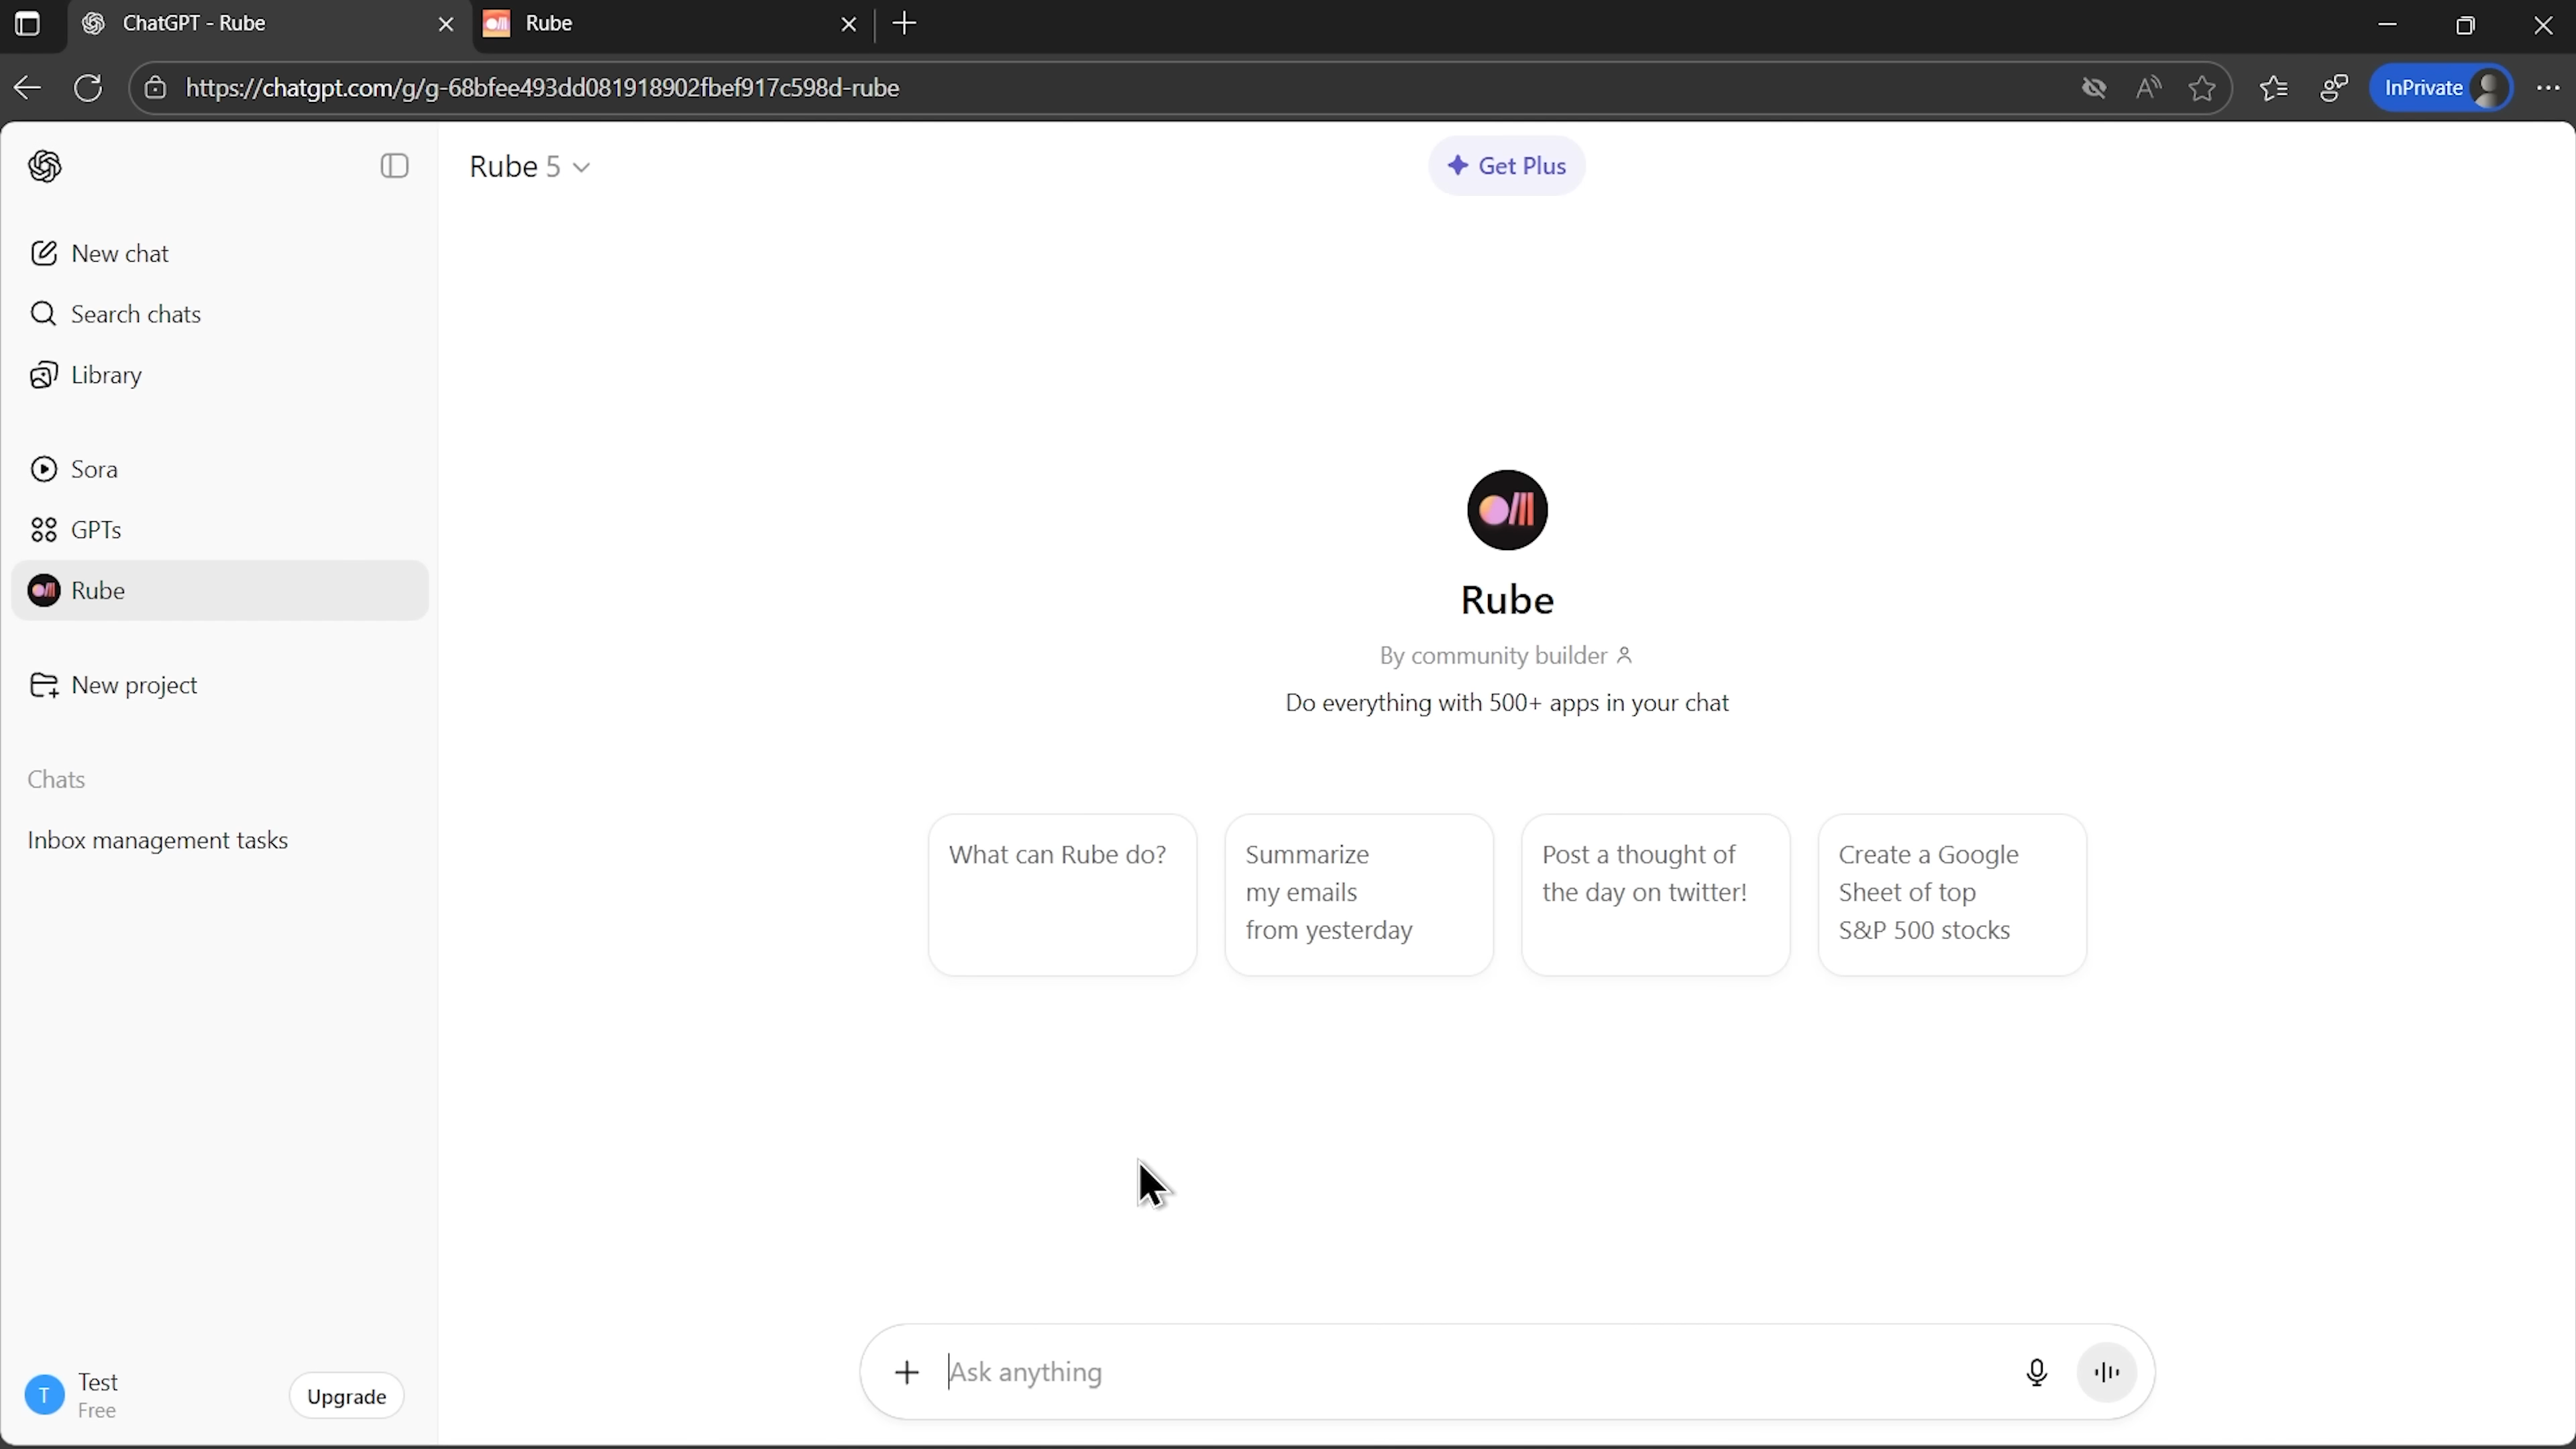 ChatGPT - Rube
Rube
https://chatgpt.com/g/g-68bfee493dd081918902fbef917c598d-rube
InPrivate
New chat
Search chats
Library
Sora
GPTs
Rube
New project
Chats
Inbox management tasks
T
Test
Free
Upgrade
Rube 5
Get Plus
Rube
By community builder
Do everything with 500+ apps in your chat
What can Rube do?
Summarize
my emails
from yesterday
Post a thought of
the day on twitter!
Create a Google
Sheet of top
S&P 500 stocks
Ask anything